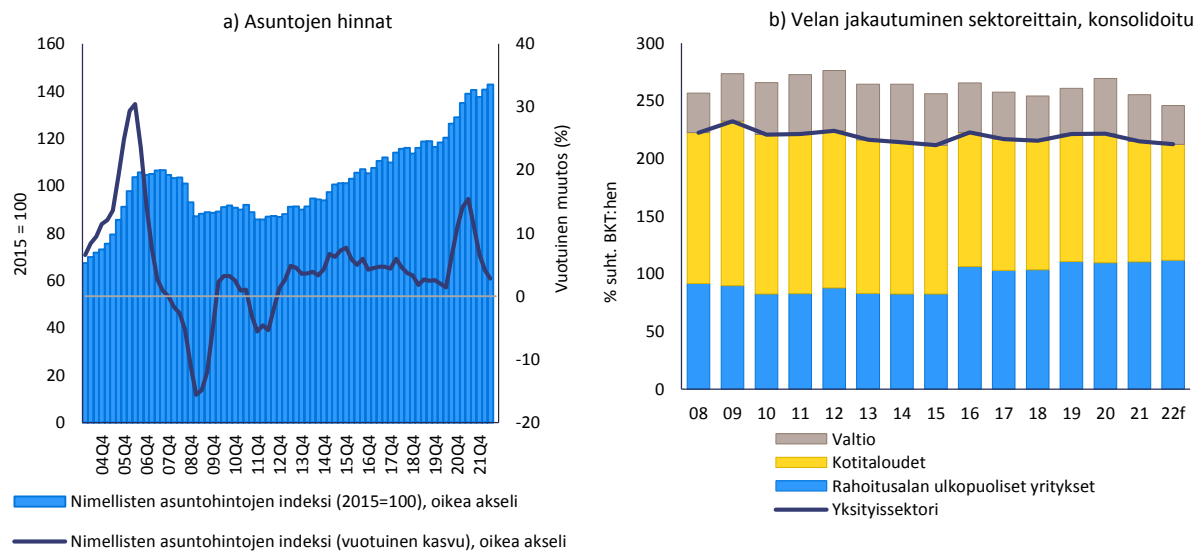 a) Asuntojen hinnat
160
140
120
100
80
60
40
20
0
2015 = 100
40
30
20
10
0
-10
-20
Vuotuinen muutos (%)
04Q4
05Q4
06Q4
07Q4
08Q4
09Q4
10Q4
11Q4
12Q4
13Q4
14Q4
15Q4
16Q4
17Q4
18Q4
19Q4
20Q4
21Q4
Nimellisten asuntohintojen indeksi (2015=100), oikea akseli
Nimellisten asuntohintojen indeksi (vuotuinen kasvu), oikea akseli
b) Velan jakautuminen sektoreittain, konsolidoitu
300
250
200
150
100
50
0
% suht. BKT:hen
08 09 10 11 12 13 14 15 16 17 18 19 20 21 22f
Valtio
Kotitaloudet
Rahoitusalan ulkopuoliset yritykset
Yksityissektori